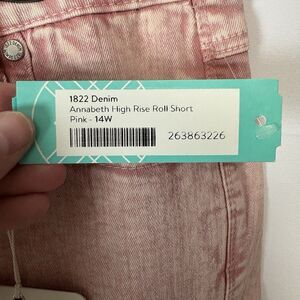 1822 Denim
Annabeth High Rise Roll Short
Pink - 14W
263863226